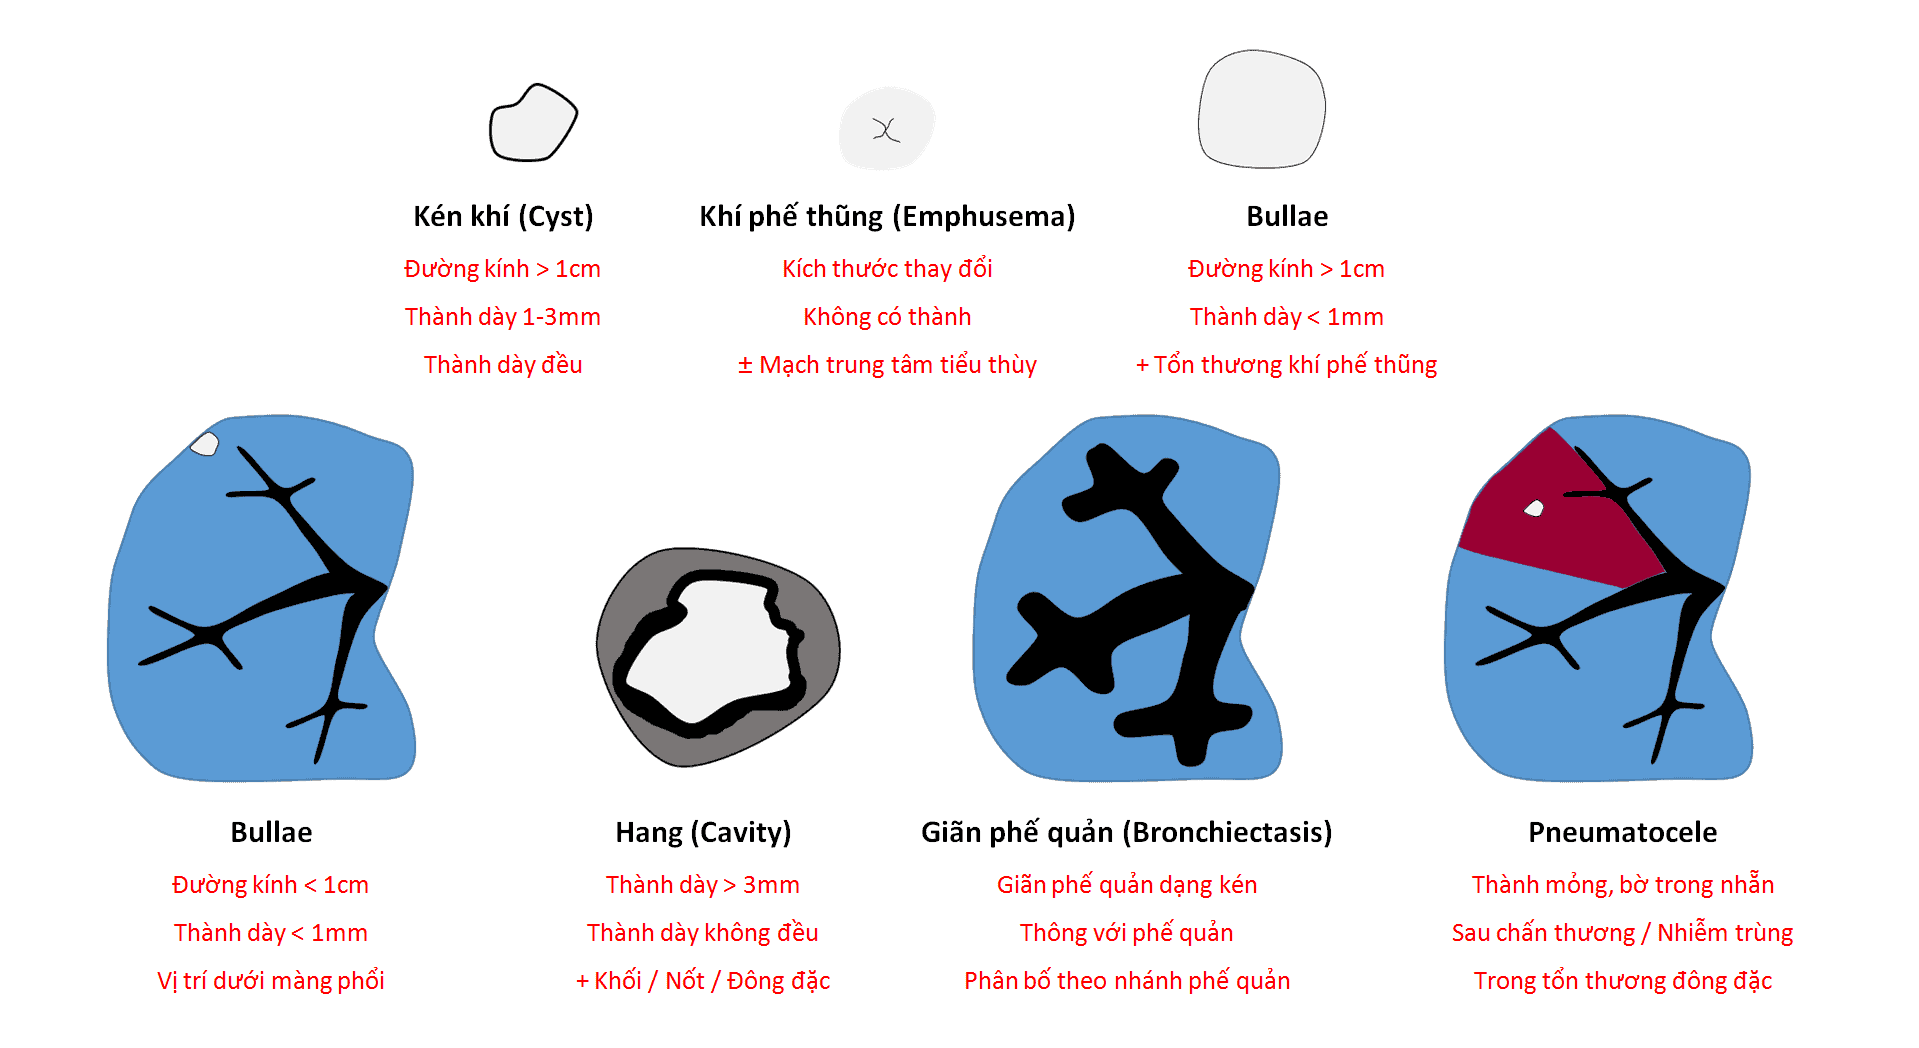 Kén khí (Cyst)
Đường kính > 1cm
Thành dày 1-3mm
Thành dày đều
Khí phế thũng (Emphusema)
Kích thước thay đổi
Không có thành
± Mạch trung tâm tiểu thùy
Bullae
Đường kính > 1cm
Thành dày < 1mm
+ Tổn thương khí phế thũng
Bullae
Đường kính < 1cm
Thành dày < 1mm
Vị trí dưới màng phổi
Hang (Cavity)
Thành dày > 3mm
Thành dày không đều
+ Khối / Nốt / Đông đặc
Giãn phế quản (Bronchiectasis)
Giãn phế quản dạng kén
Thông với phế quản
Phân bố theo nhánh phế quản
Pneumatocele
Thành mỏng, bờ trong nhẵn
Sau chấn thương / Nhiễm trùng
Trong tổn thương đông đặc